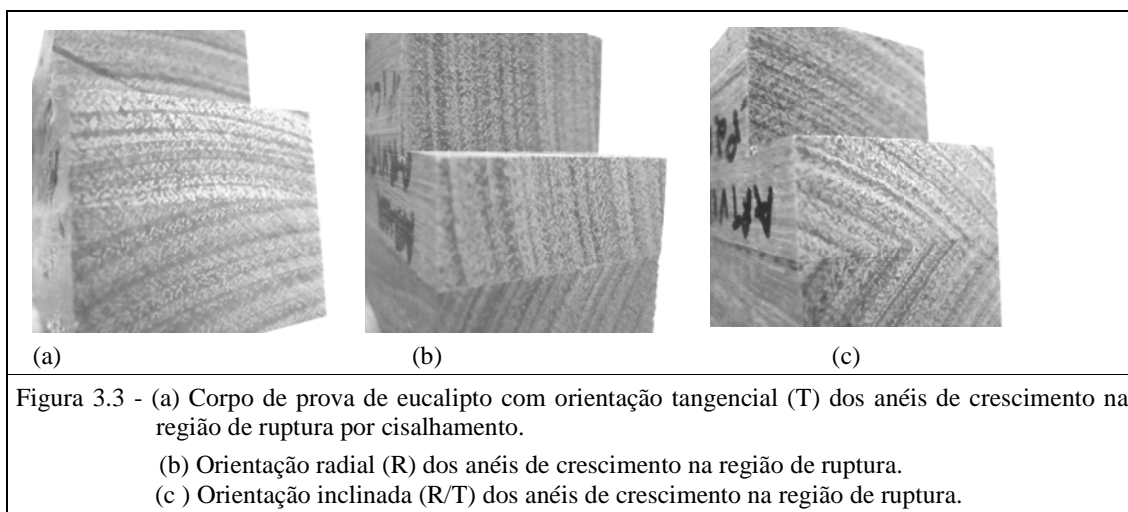 (a) (b) (c)
Figura 3.3 - (a) Corpo de prova de eucalipto com orientação tangencial (T) dos anéis de crescimento na
região de ruptura por cisalhamento.
(b) Orientação radial (R) dos anéis de crescimento na região de ruptura.
(c ) Orientação inclinada (R/T) dos anéis de crescimento na região de ruptura.